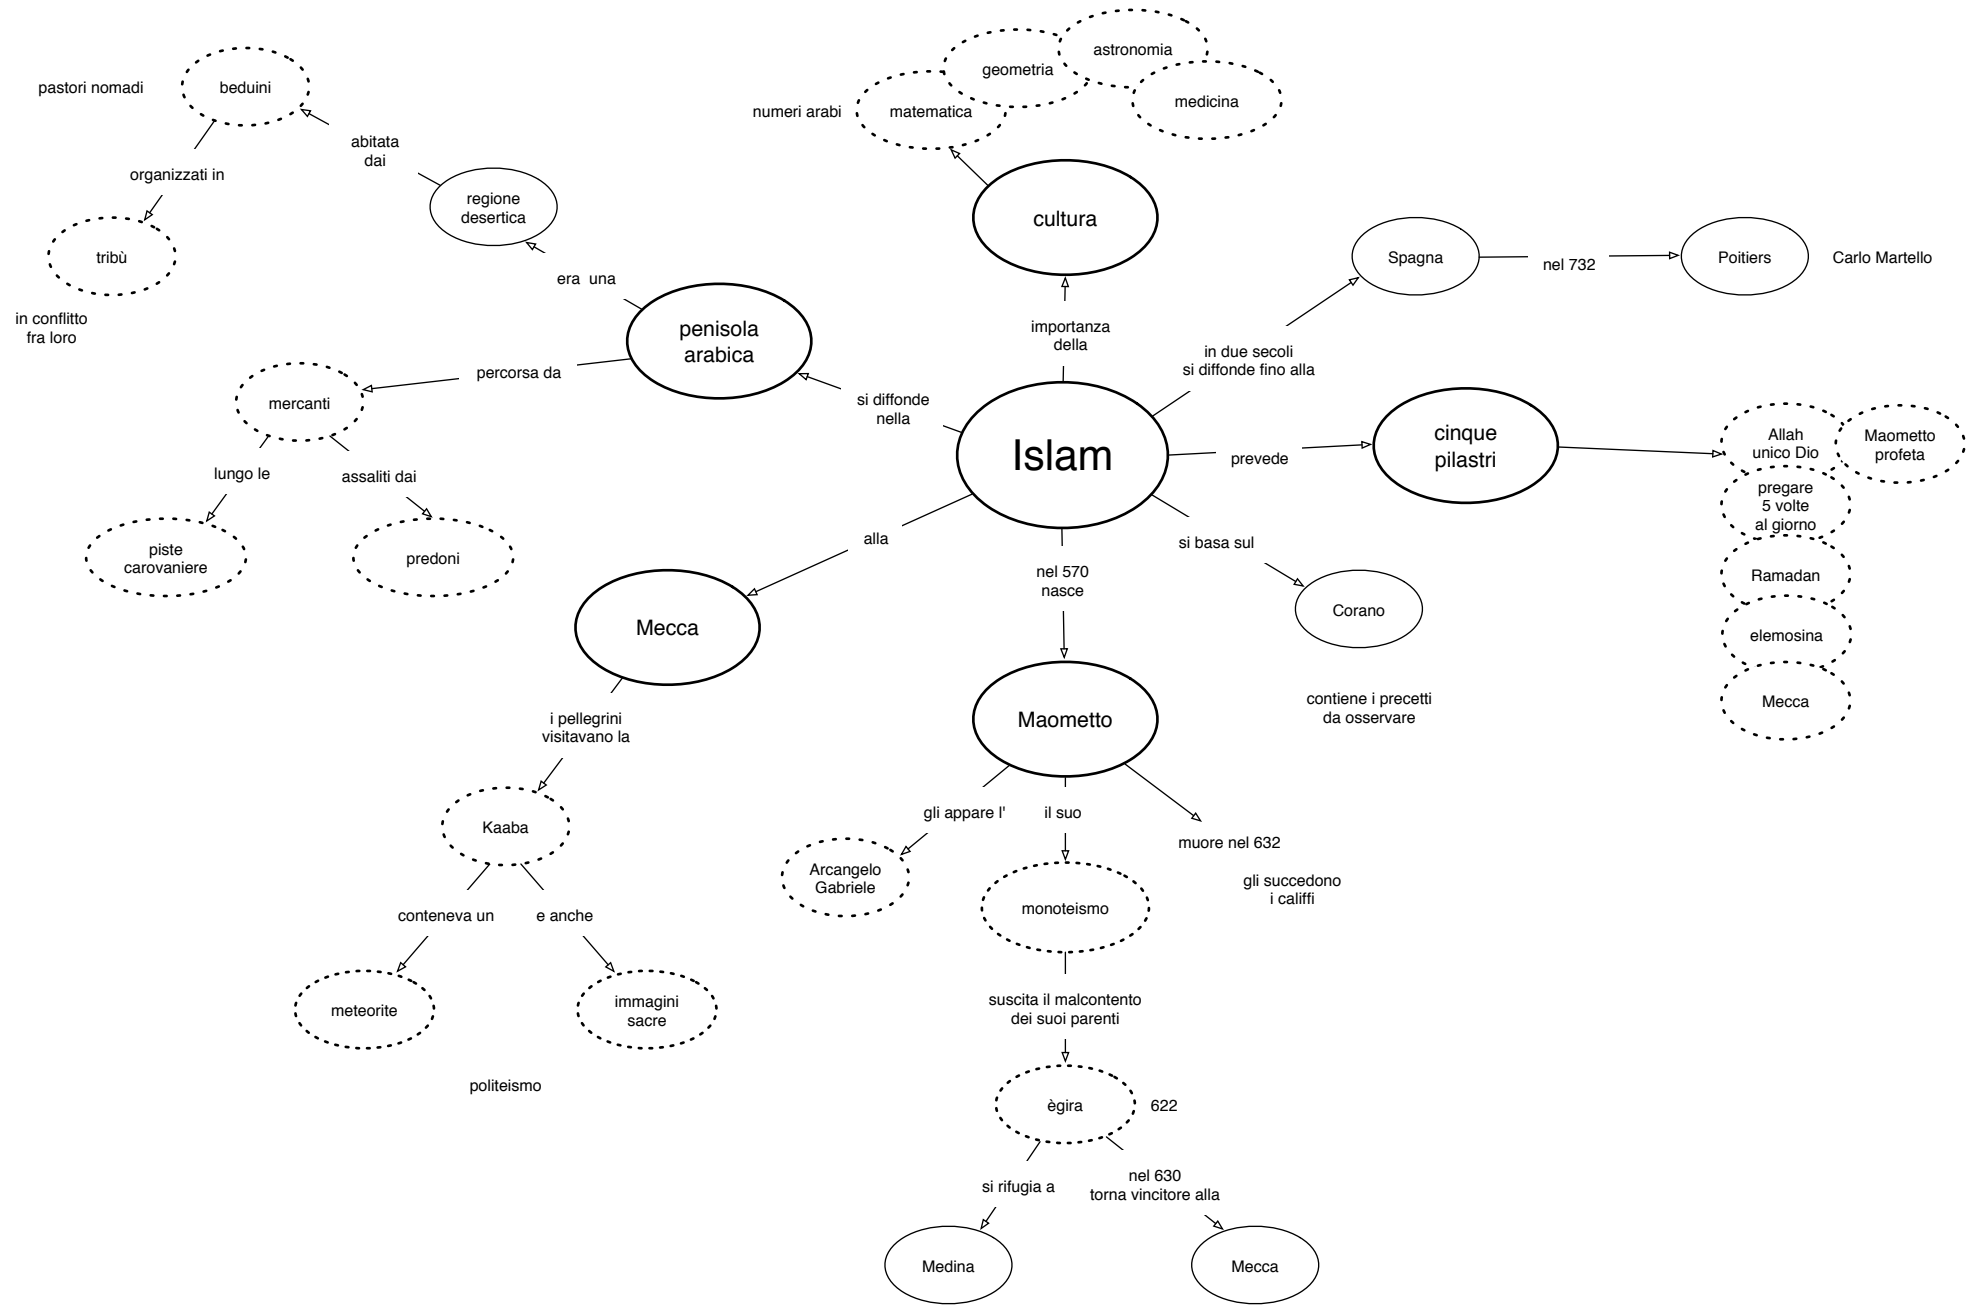 astronomia
geometria
medicina
matematica
numeri arabi
cultura
importanza
della
pastori nomadi
beduini
abitata
dai
organizzati in
regione
desertica
tribù
in conflitto
fra loro
era una
penisola
arabica
percorsa da
mercanti
si diffonde
nella
lungo le
assaliti dai
piste
carovaniere
predoni
Islam
in due secoli
si diffonde fino alla
Spagna
nel 732
Poitiers
Carlo Martello
prevede
cinque
pilastri
Allah
unico Dio
Maometto
profeta
pregare
5 volte
al giorno
Ramadan
elemosina
Mecca
si basa sul
Corano
contiene i precetti
da osservare
alla
Mecca
i pellegrini
visitavano la
Kaaba
conteneva un
e anche
meteorite
immagini
sacre
politeismo
nel 570
nasce
Maometto
gli appare l'
il suo
Arcangelo
Gabriele
muore nel 632
gli succedono
i califfi
monoteismo
suscita il malcontento
dei suoi parenti
ègira
622
si rifugia a
nel 630
torna vincitore alla
Medina
Mecca